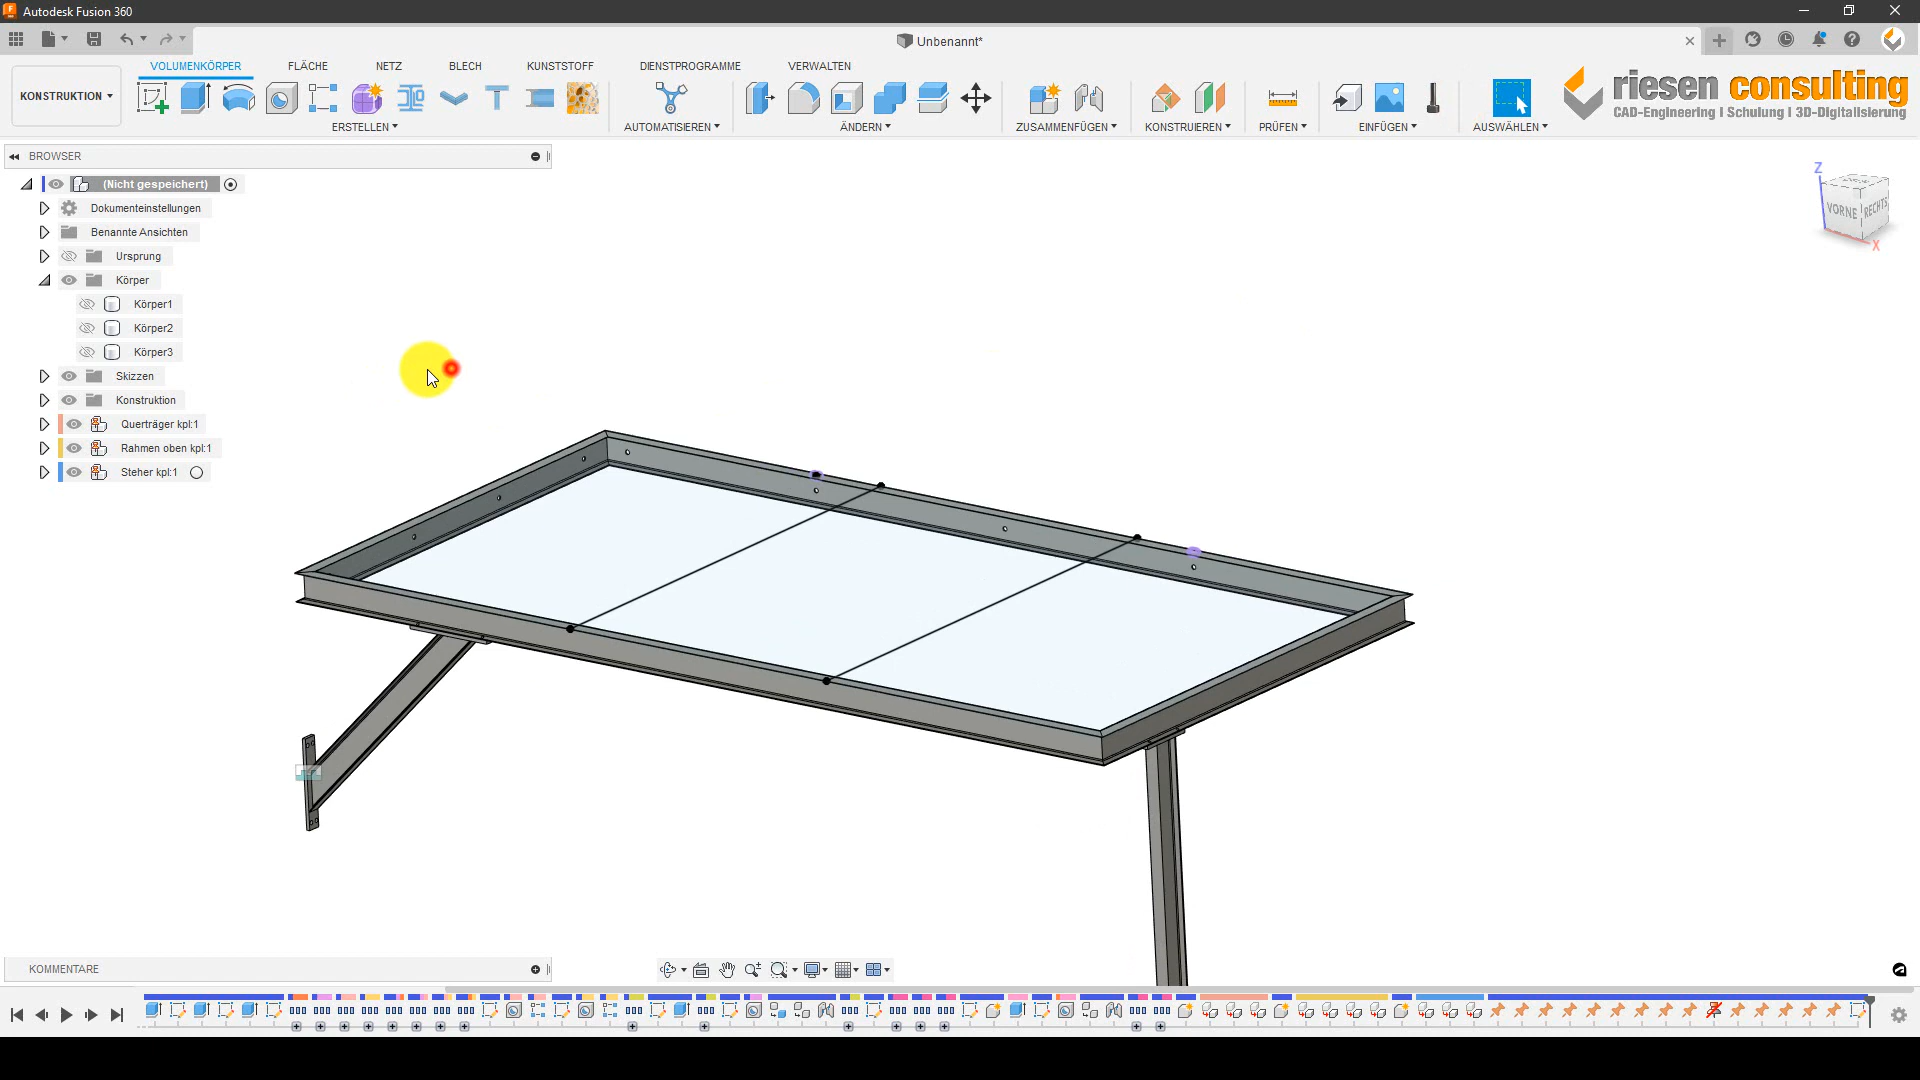 Autodesk Fusion 360
Unbenannt*
VOLUMENKÖRPER
FLÄCHE
NETZ
BLECH
KUNSTSTOFF
DIENSTPROGRAMME
VERWALTEN
KONSTRUKTION
ERSTELLEN
AUTOMATISIEREN
ÄNDERN
ZUSAMMENFÜGEN
KONSTRUIEREN
PRÜFEN
EINFÜGEN
AUSWÄHLEN
riesen consulting
CAD-Engineering I Schulung I 3D-Digitalisierung
BROWSER
(Nicht gespeichert)
Dokumenteinstellungen
Benannte Ansichten
Ursprung
Körper
Körper1
Körper2
Körper3
Skizzen
Konstruktion
Querträger kpl:1
Rahmen oben kpl:1
Steher kpl:1
Z
VORNE
RECHTS
X
KOMMENTARE